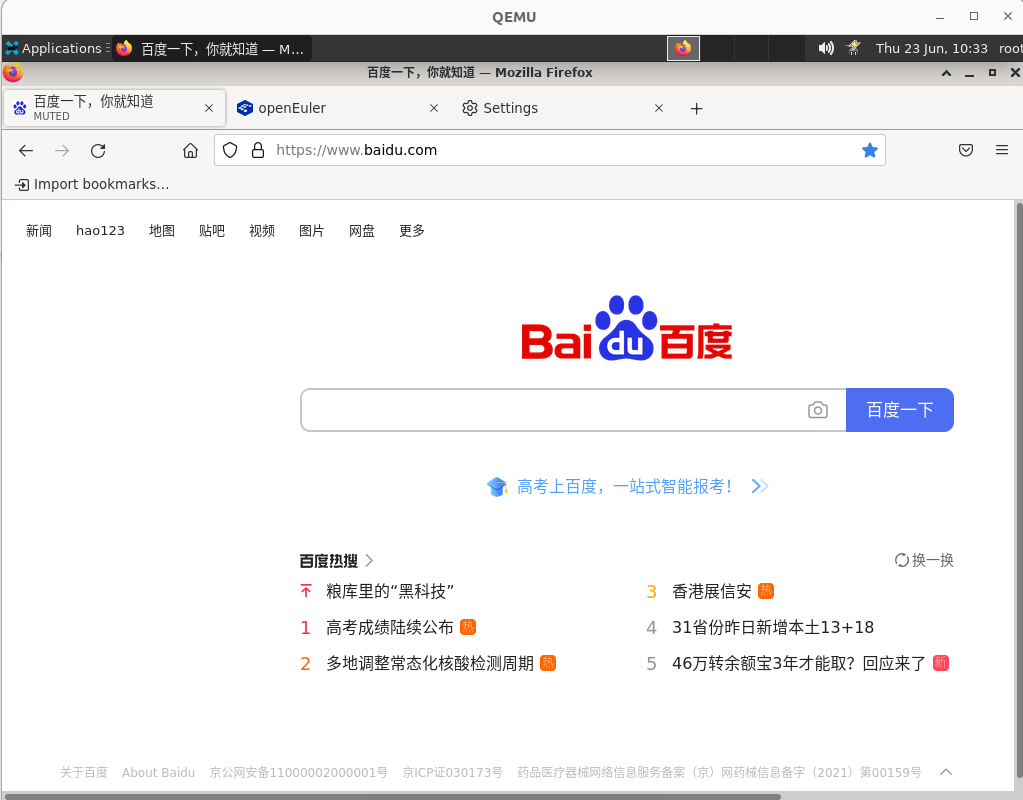 QEMU
Applications 百度一下，你就知道 — M... Thu 23 Jun, 10:33 root
百度一下，你就知道 — Mozilla Firefox
百度一下，你就知道
MUTED
openEuler
Settings
https://www.baidu.com
Import bookmarks...
新闻 hao123 地图 贴吧 视频 图片 网盘 更多
Bai du 百度
百度一下
高考上百度，一站式智能报考！
百度热搜 换一换
粮库里的“黑科技”
1 高考成绩陆续公布 热
2 多地调整常态化核酸检测周期 热
3 香港展信安 热
4 31省份昨日新增本土13+18
5 46万转余额宝3年才能取？回应来了 新
关于百度 About Baidu 京公网安备11000002000001号 京ICP证030173号 药品医疗器械网络信息服务备案（京）网药械信息备字（2021）第00159号